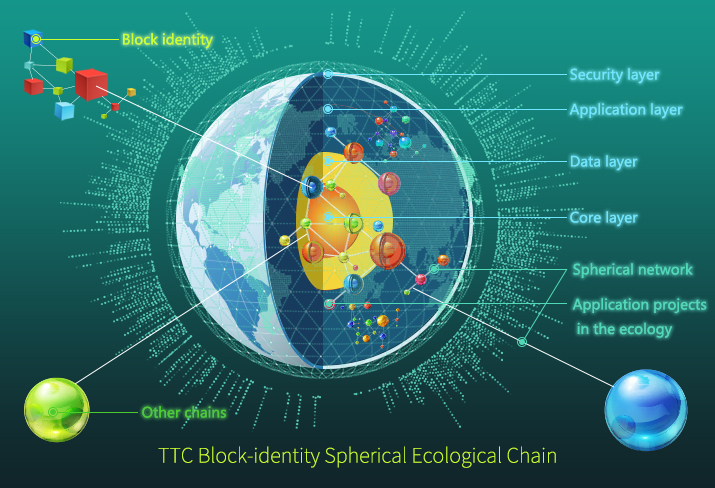 Block identity
Security layer
Application layer
Data layer
Core layer
Spherical network
Application projects
in the ecology
Other chains
TTC Block-identity Spherical Ecological Chain